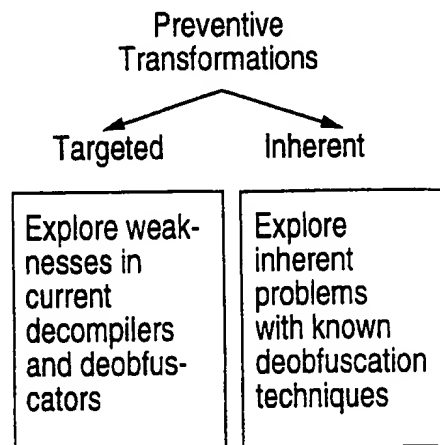 Preventive
Transformations
Targeted
Inherent
Explore weak-
nesses in
current
decompilers
and deobfus-
cators
Explore
inherent
problems
with known
deobfuscation
techniques